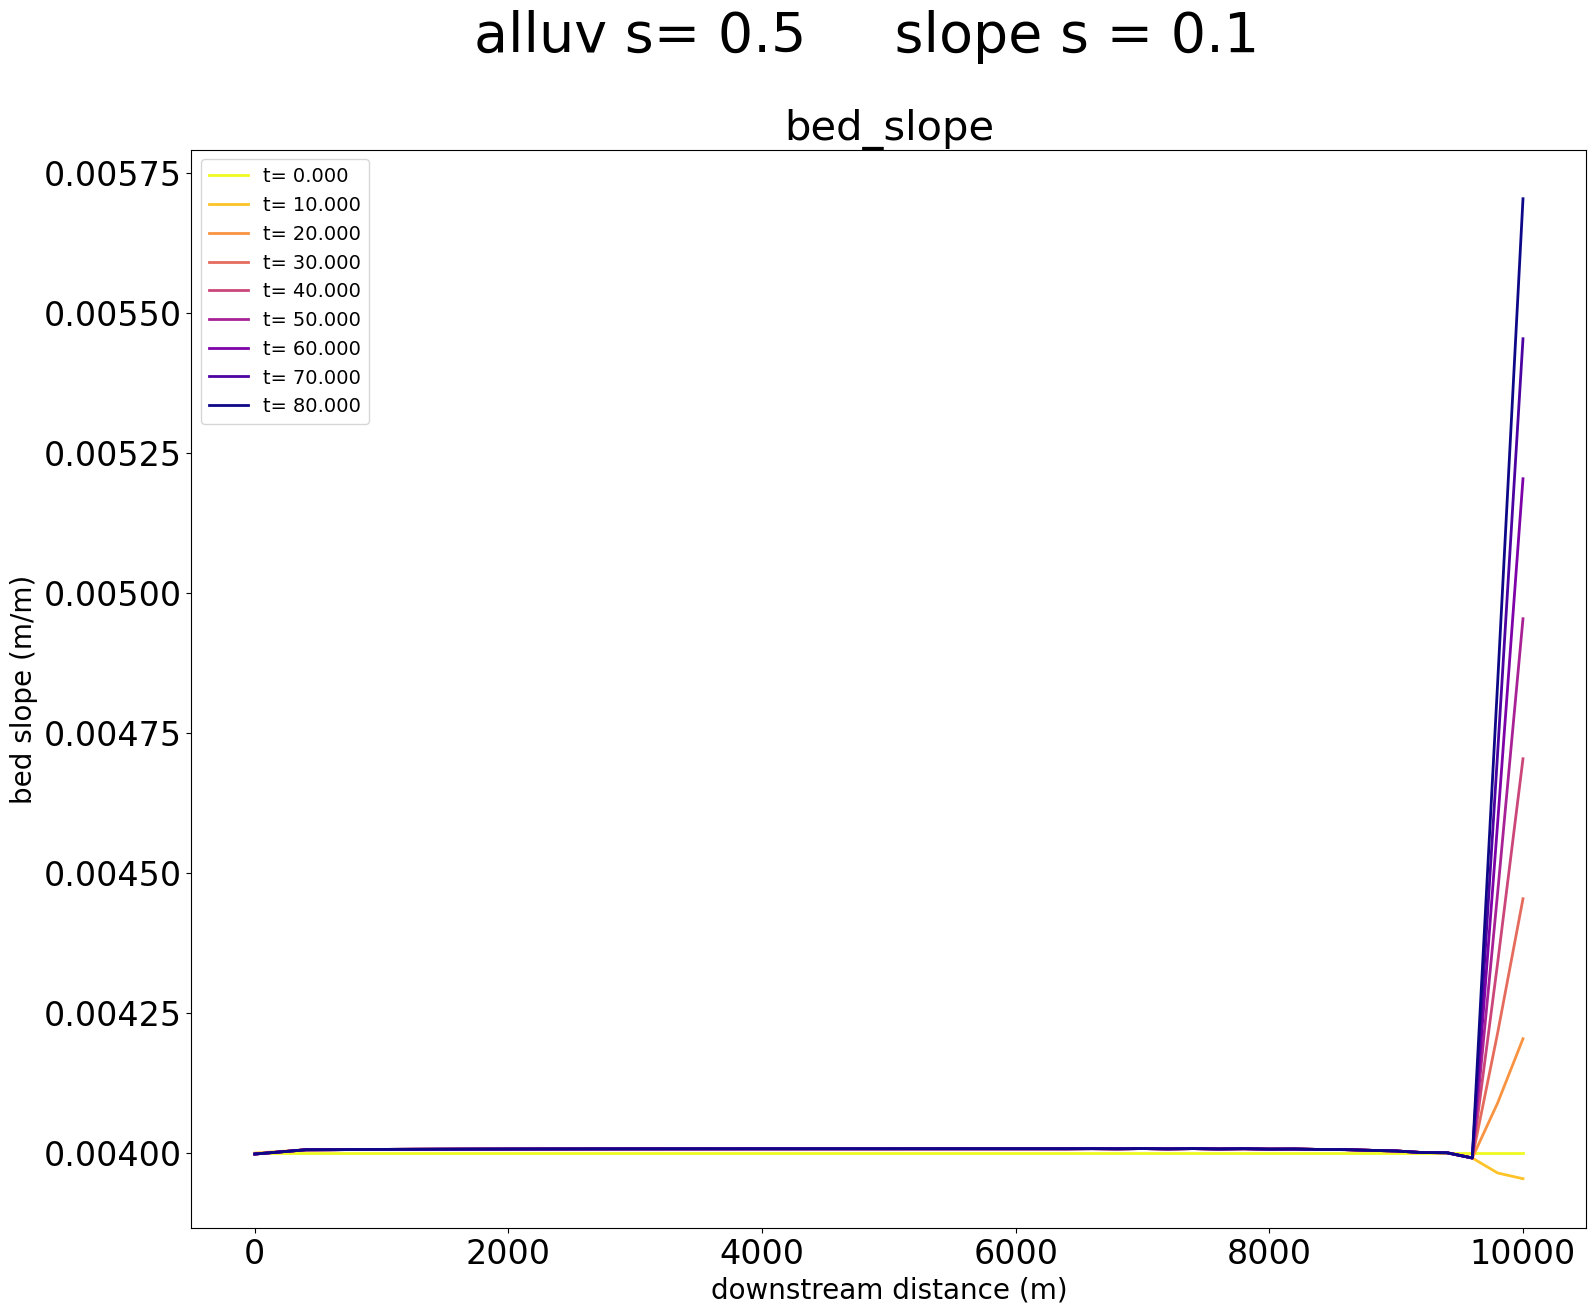 alluv s= 0.5 slope s = 0.1
bed_slope
0.00575
0.00550
0.00525
0.00500
0.00475
0.00450
0.00425
0.00400
bed slope (m/m)
t= 0.000
t= 10.000
t= 20.000
t= 30.000
t= 40.000
t= 50.000
t= 60.000
t= 70.000
t= 80.000
0 2000 4000 6000 8000 10000
downstream distance (m)